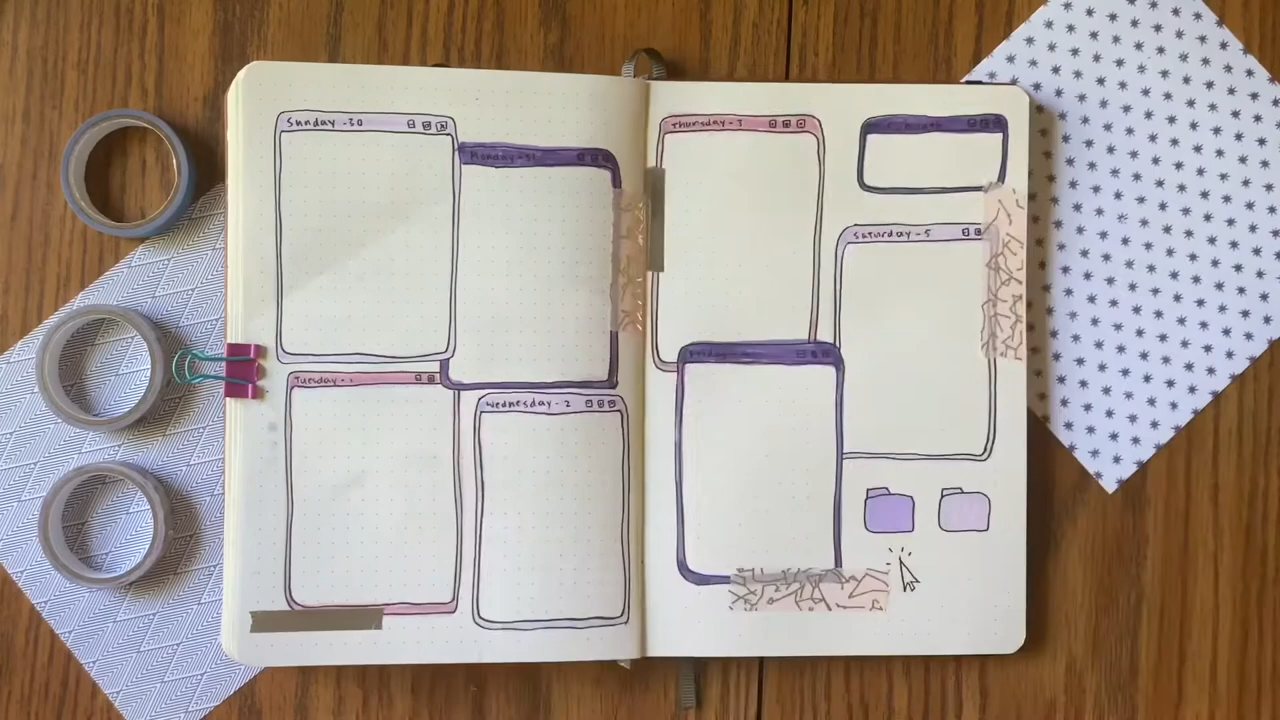 Sunday -30
Monday -31
Tuesday - 1
Wednesday - 2
Thursday - 3
Saturday - 5